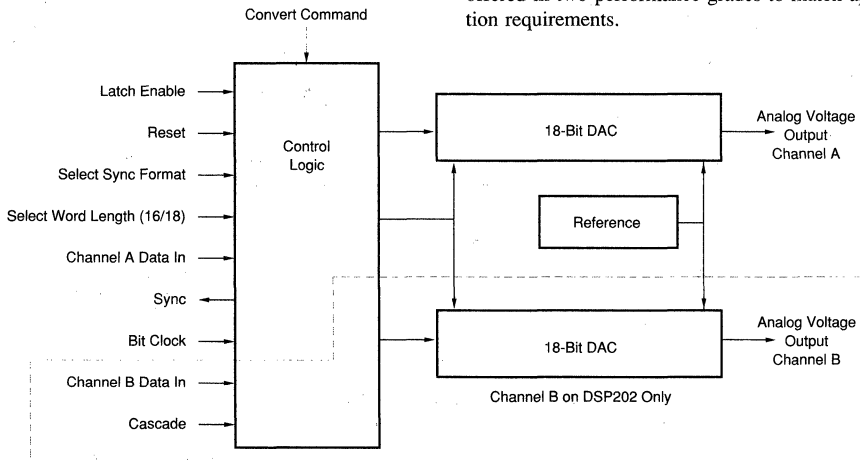 tion requirements.
Convert Command
Latch Enable
Reset
Select Sync Format
Select Word Length (16/18)
Channel A Data In
Sync
Bit Clock
Channel B Data In
Cascade
Control
Logic
18-Bit DAC
Reference
18-Bit DAC
Channel B on DSP202 Only
Analog Voltage
Output
Channel A
Analog Voltage
Output
Channel B